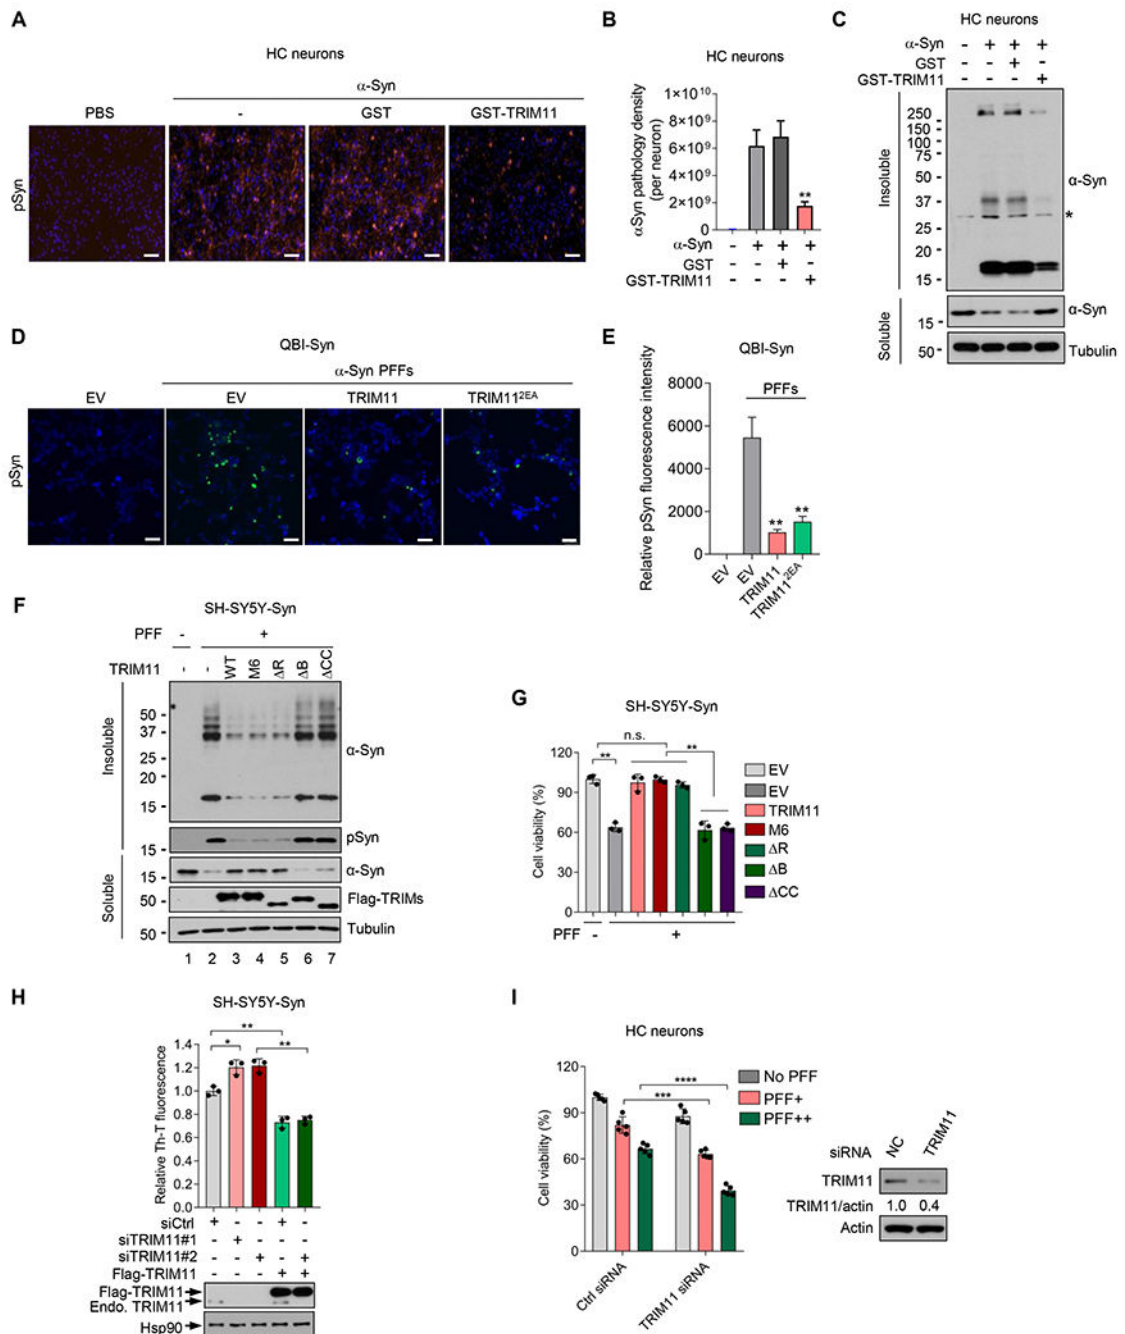 A
HC neurons
α-Syn
PBS
-
GST
GST-TRIM11
pSyn
B
HC neurons
αSyn pathology density
(per neuron)
1*10¹⁰
8*10⁹
6*10⁹
4*10⁹
2*10⁹
0
**
α-Syn - + + +
GST - - + -
GST-TRIM11 - - - +
C
HC neurons
α-Syn - + + +
GST - - + -
GST-TRIM11 - - - +
Insoluble
250
150
100
75
50
37
25
20
15
α-Syn
*
Soluble
15
α-Syn
50
Tubulin
D
QBI-Syn
α-Syn PFFs
EV
EV
TRIM11
TRIM11²ᴱᴬ
pSyn
E
QBI-Syn
Relative pSyn fluorescence intensity
8000
6000
4000
2000
0
PFFs
**
**
EV
EV
TRIM11
TRIM11²ᴱᴬ
F
SH-SY5Y-Syn
PFF - +
TRIM11 - - WT M6 ΔR ΔB ΔCC
Insoluble
*
50
37
25
20
15
α-Syn
15
pSyn
Soluble
15
α-Syn
50
Flag-TRIMs
50
Tubulin
1 2 3 4 5 6 7
G
SH-SY5Y-Syn
n.s.
**
**
Cell viability (%)
120
90
60
30
0
PFF - +
EV
EV
TRIM11
M6
ΔR
ΔB
ΔCC
H
SH-SY5Y-Syn
Relative Th-T fluorescence
1.4
1.2
1.0
0.8
0.6
0.4
0.2
0.0
**
*
**
siCtrl + - - + -
siTRIM11#1 - + - - -
siTRIM11#2 - - + - +
Flag-TRIM11 - - - + +
Flag-TRIM11
Endo. TRIM11
Hsp90
I
HC neurons
Cell viability (%)
120
90
60
30
0
****
***
Ctrl siRNA
TRIM11 siRNA
No PFF
PFF+
PFF++
siRNA NC TRIM11
TRIM11
TRIM11/actin 1.0 0.4
Actin